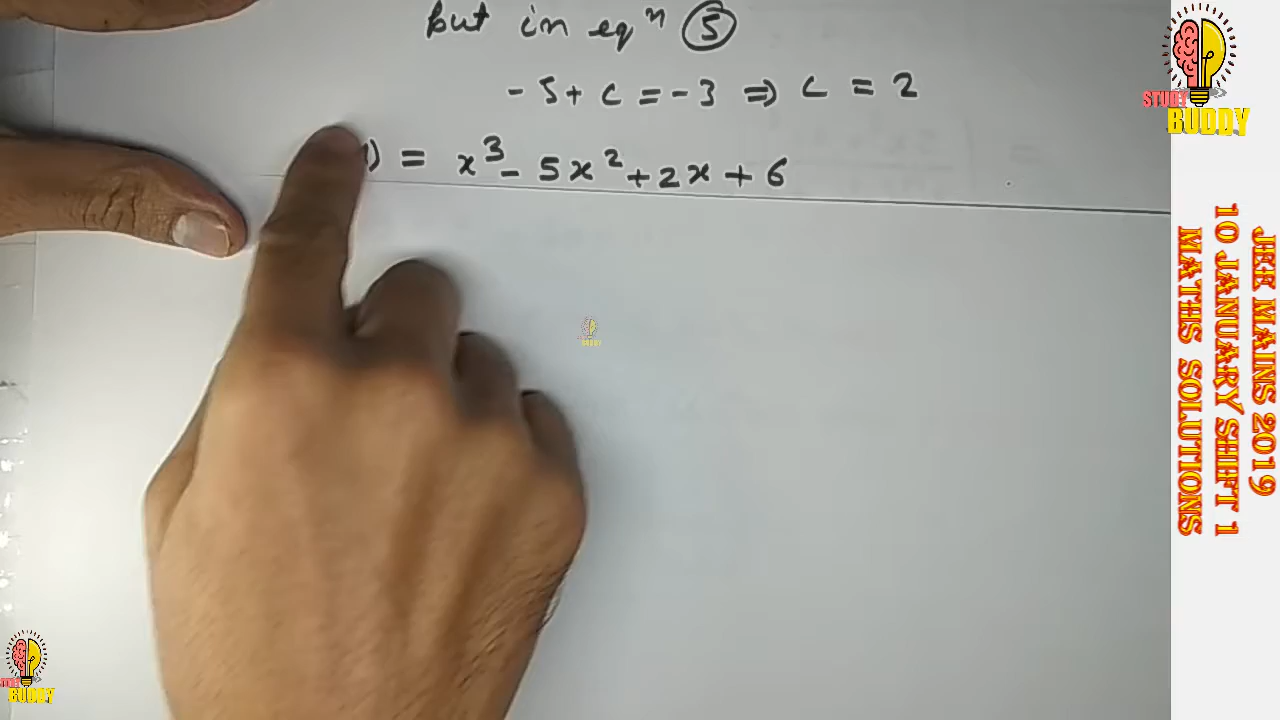 put in eqⁿ ⑤
-5 + c = -3 ⇒ c = 2
) = x³ - 5x² + 2x + 6
STUDY
BUDDY
JEE MAINS 2019
10 JANUARY SHIFT 1
MATHS SOLUTIONS
BUDDY
STUDY
BUDDY